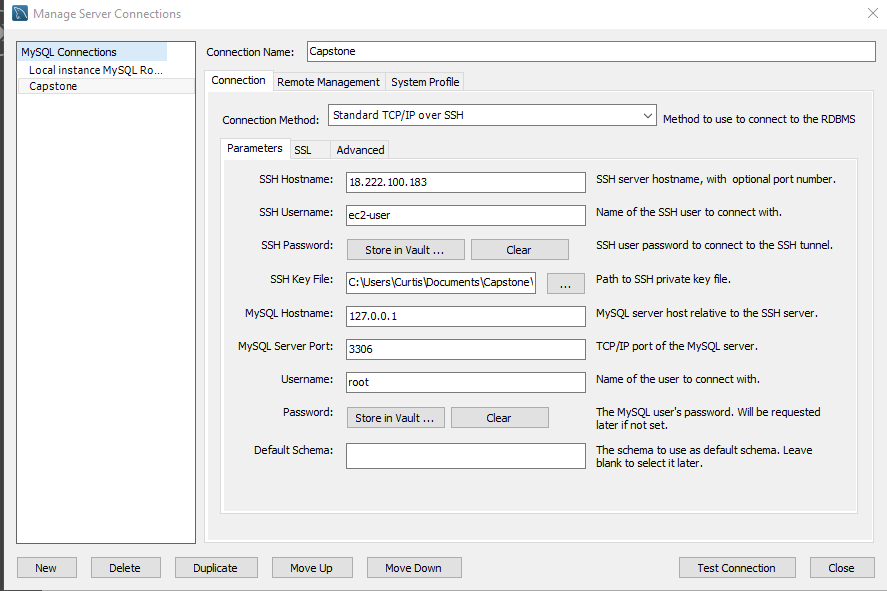 Manage Server Connections
MySQL Connections
Local instance MySQL Ro...
Capstone
Connection Name: Capstone
Connection Remote Management System Profile
Connection Method: Standard TCP/IP over SSH Method to use to connect to the RDBMS
Parameters SSL Advanced
SSH Hostname: 18.222.100.183 SSH server hostname, with optional port number.
SSH Username: ec2-user Name of the SSH user to connect with.
SSH Password: Store in Vault ... Clear SSH user password to connect to the SSH tunnel.
SSH Key File: C:\Users\Curtis\Documents\Capstone\ ... Path to SSH private key file.
MySQL Hostname: 127.0.0.1 MySQL server host relative to the SSH server.
MySQL Server Port: 3306 TCP/IP port of the MySQL server.
Username: root Name of the user to connect with.
Password: Store in Vault ... Clear The MySQL user's password. Will be requested
later if not set.
Default Schema: The schema to use as default schema. Leave
blank to select it later.
New Delete Duplicate Move Up Move Down Test Connection Close